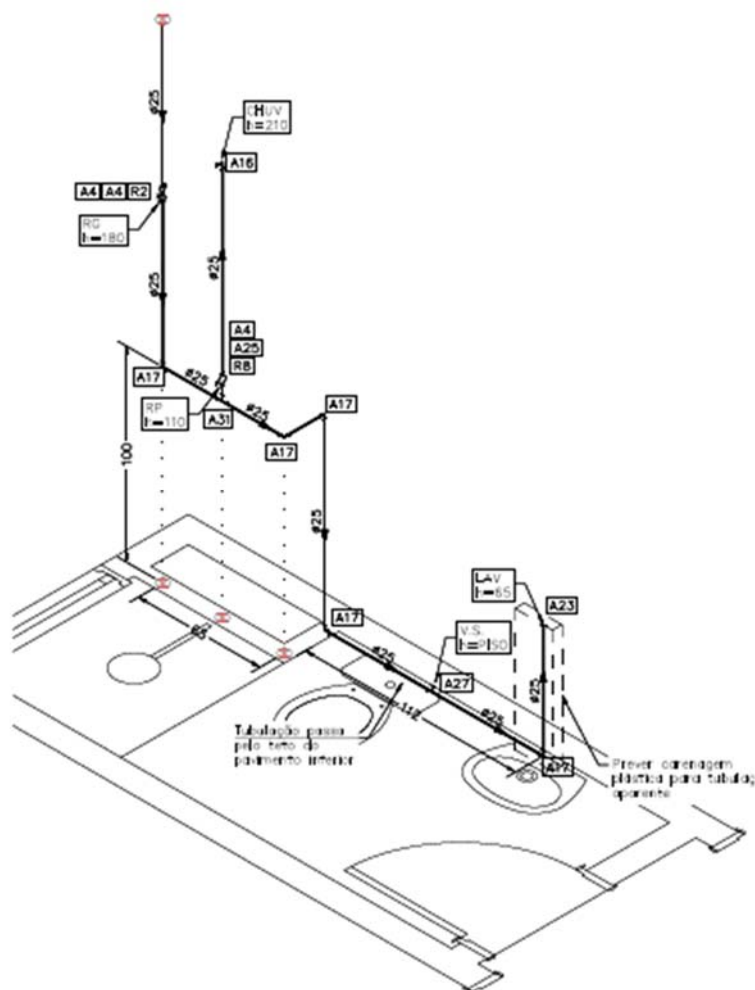 ø25
CHUV
h=210
A16
A4 A4 R2
RG
h=180
ø25
ø25
A4
A25
R8
A17
ø25
RP
h=110
A31
ø25
A17
A17
100
ø25
LAV
h=65
A23
A17
V.S.
h=PISO
ø25
A27
ø25
ø25
Tubulação passa
pelo teto do
pavimento inferior
A17
Prever carenagem
plástica para tubulaç
aparente